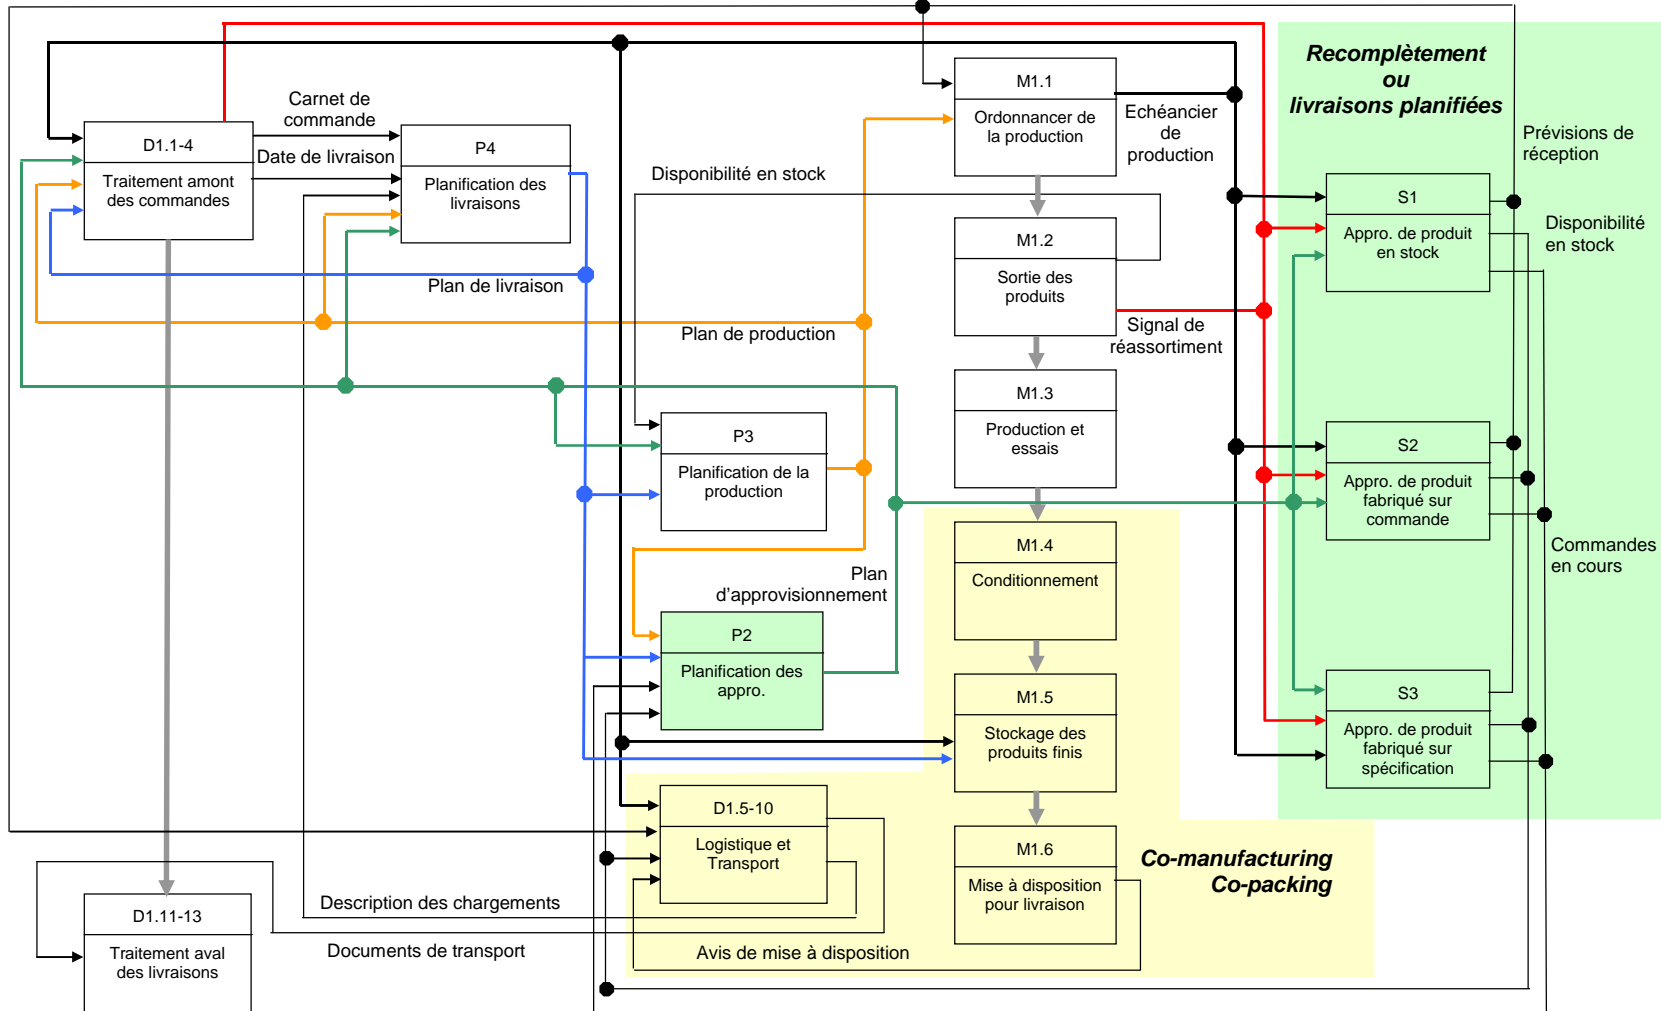 Recomplètement
ou
livraisons planifiées
M1.1
Ordonnancer de
la production
Echéancier
de
production
Carnet de
commande
Date de livraison
D1.1-4
Traitement amont
des commandes
P4
Planification des
livraisons
Disponibilité en stock
Prévisions de
réception
S1
Appro. de produit
en stock
Disponibilité
en stock
M1.2
Sortie des
produits
Plan de livraison
Plan de production
Signal de
réassortiment
M1.3
Production et
essais
P3
Planification de la
production
S2
Appro. de produit
fabriqué sur
commande
Commandes
en cours
M1.4
Conditionnement
Plan
d’approvisionnement
P2
Planification des
appro.
M1.5
Stockage des
produits finis
S3
Appro. de produit
fabriqué sur
spécification
D1.5-10
Logistique et
Transport
M1.6
Mise à disposition
pour livraison
Co-manufacturing
Co-packing
Description des chargements
Documents de transport
Avis de mise à disposition
D1.11-13
Traitement aval
des livraisons